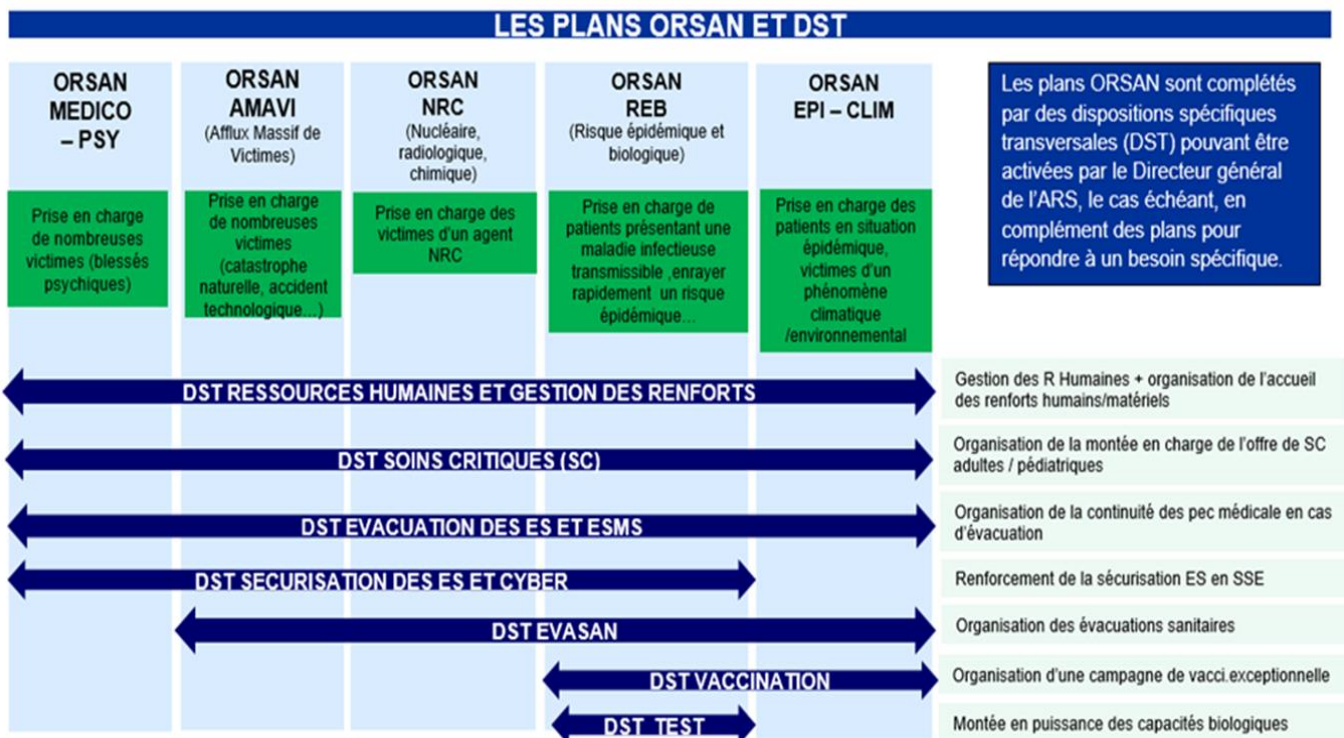 LES PLANS ORSAN ET DST
ORSAN
MEDICO
– PSY
ORSAN
AMAVI
(Afflux Massif de
Victimes)
ORSAN
NRC
(Nucléaire,
radiologique,
chimique)
ORSAN
REB
(Risque épidémique et
biologique)
ORSAN
EPI – CLIM
Les plans ORSAN sont complétés
par des dispositions spécifiques
transversales (DST) pouvant être
activées par le Directeur général
de l'ARS, le cas échéant, en
complément des plans pour
répondre à un besoin spécifique.
Prise en charge
de nombreuses
victimes (blessés
psychiques)
Prise en charge
de nombreuses
victimes
(catastrophe
naturelle, accident
technologique…)
Prise en charge des
victimes d'un agent
NRC
Prise en charge de
patients présentant une
maladie infectieuse
transmissible ,enrayer
rapidement un risque
épidémique…
Prise en charge des
patients en situation
épidémique,
victimes d'un
phénomène
climatique
/environnemental
DST RESSOURCES HUMAINES ET GESTION DES RENFORTS
Gestion des R Humaines + organisation de l'accueil
des renforts humains/matériels
DST SOINS CRITIQUES (SC)
Organisation de la montée en charge de l'offre de SC
adultes / pédiatriques
DST EVACUATION DES ES ET ESMS
Organisation de la continuité des pec médicale en cas
d'évacuation
DST SECURISATION DES ES ET CYBER
Renforcement de la sécurisation ES en SSE
DST EVASAN
Organisation des évacuations sanitaires
DST VACCINATION
Organisation d'une campagne de vacci.exceptionnelle
DST TEST
Montée en puissance des capacités biologiques